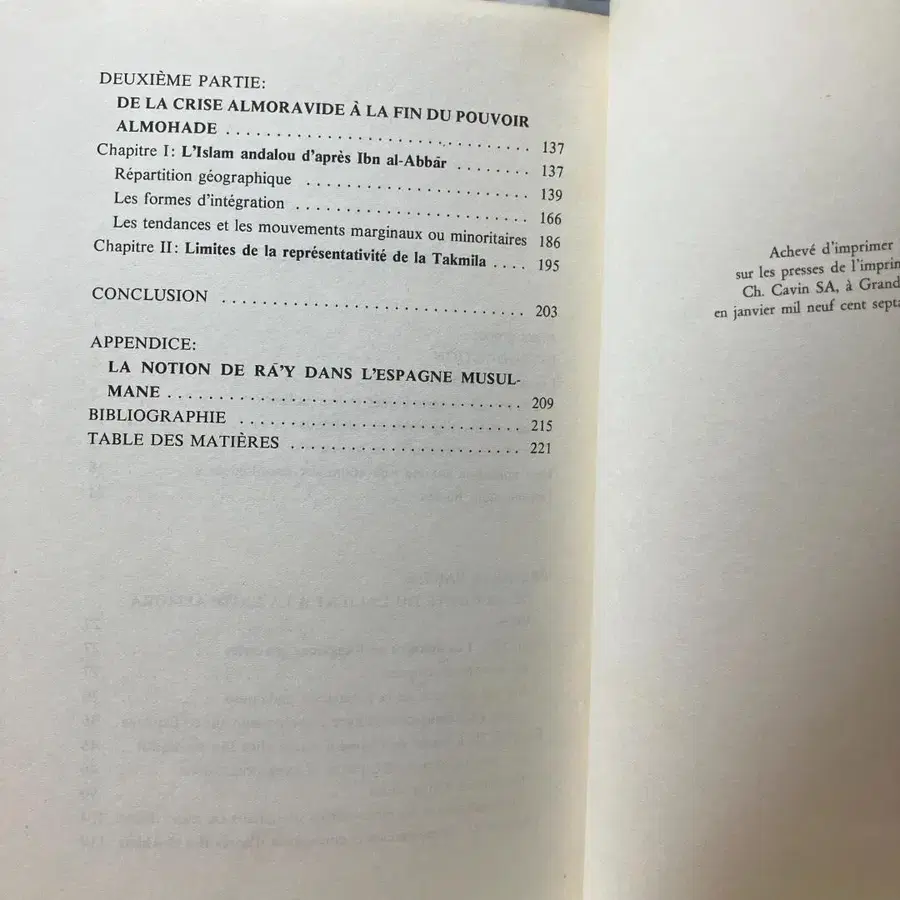 DEUXIÈME PARTIE:
DE LA CRISE ALMORAVIDE À LA FIN DU POUVOIR
ALMOHADE .................................. 137
Chapitre I: L'Islam andalou d'après Ibn al-Abbār ........ 137
Répartition géographique ........................ 139
Les formes d'intégration ......................... 166
Les tendances et les mouvements marginaux ou minoritaires 186
Chapitre II: Limites de la représentativité de la Takmila .... 195
CONCLUSION ................................. 203
APPENDICE:
LA NOTION DE RA'Y DANS L'ESPAGNE MUSUL-
MANE ..................................... 209
BIBLIOGRAPHIE ............................... 215
TABLE DES MATIÈRES ......................... 221
Achevé d'imprimer
sur les presses de l'imprim
Ch. Cavin SA, à Grand
en janvier mil neuf cent septa